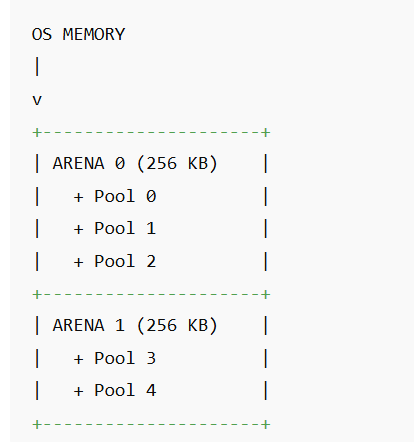 OS MEMORY
|
v
+---------------------+
| ARENA 0 (256 KB)    |
|   + Pool 0          |
|   + Pool 1          |
|   + Pool 2          |
+---------------------+
| ARENA 1 (256 KB)    |
|   + Pool 3          |
|   + Pool 4          |
+---------------------+